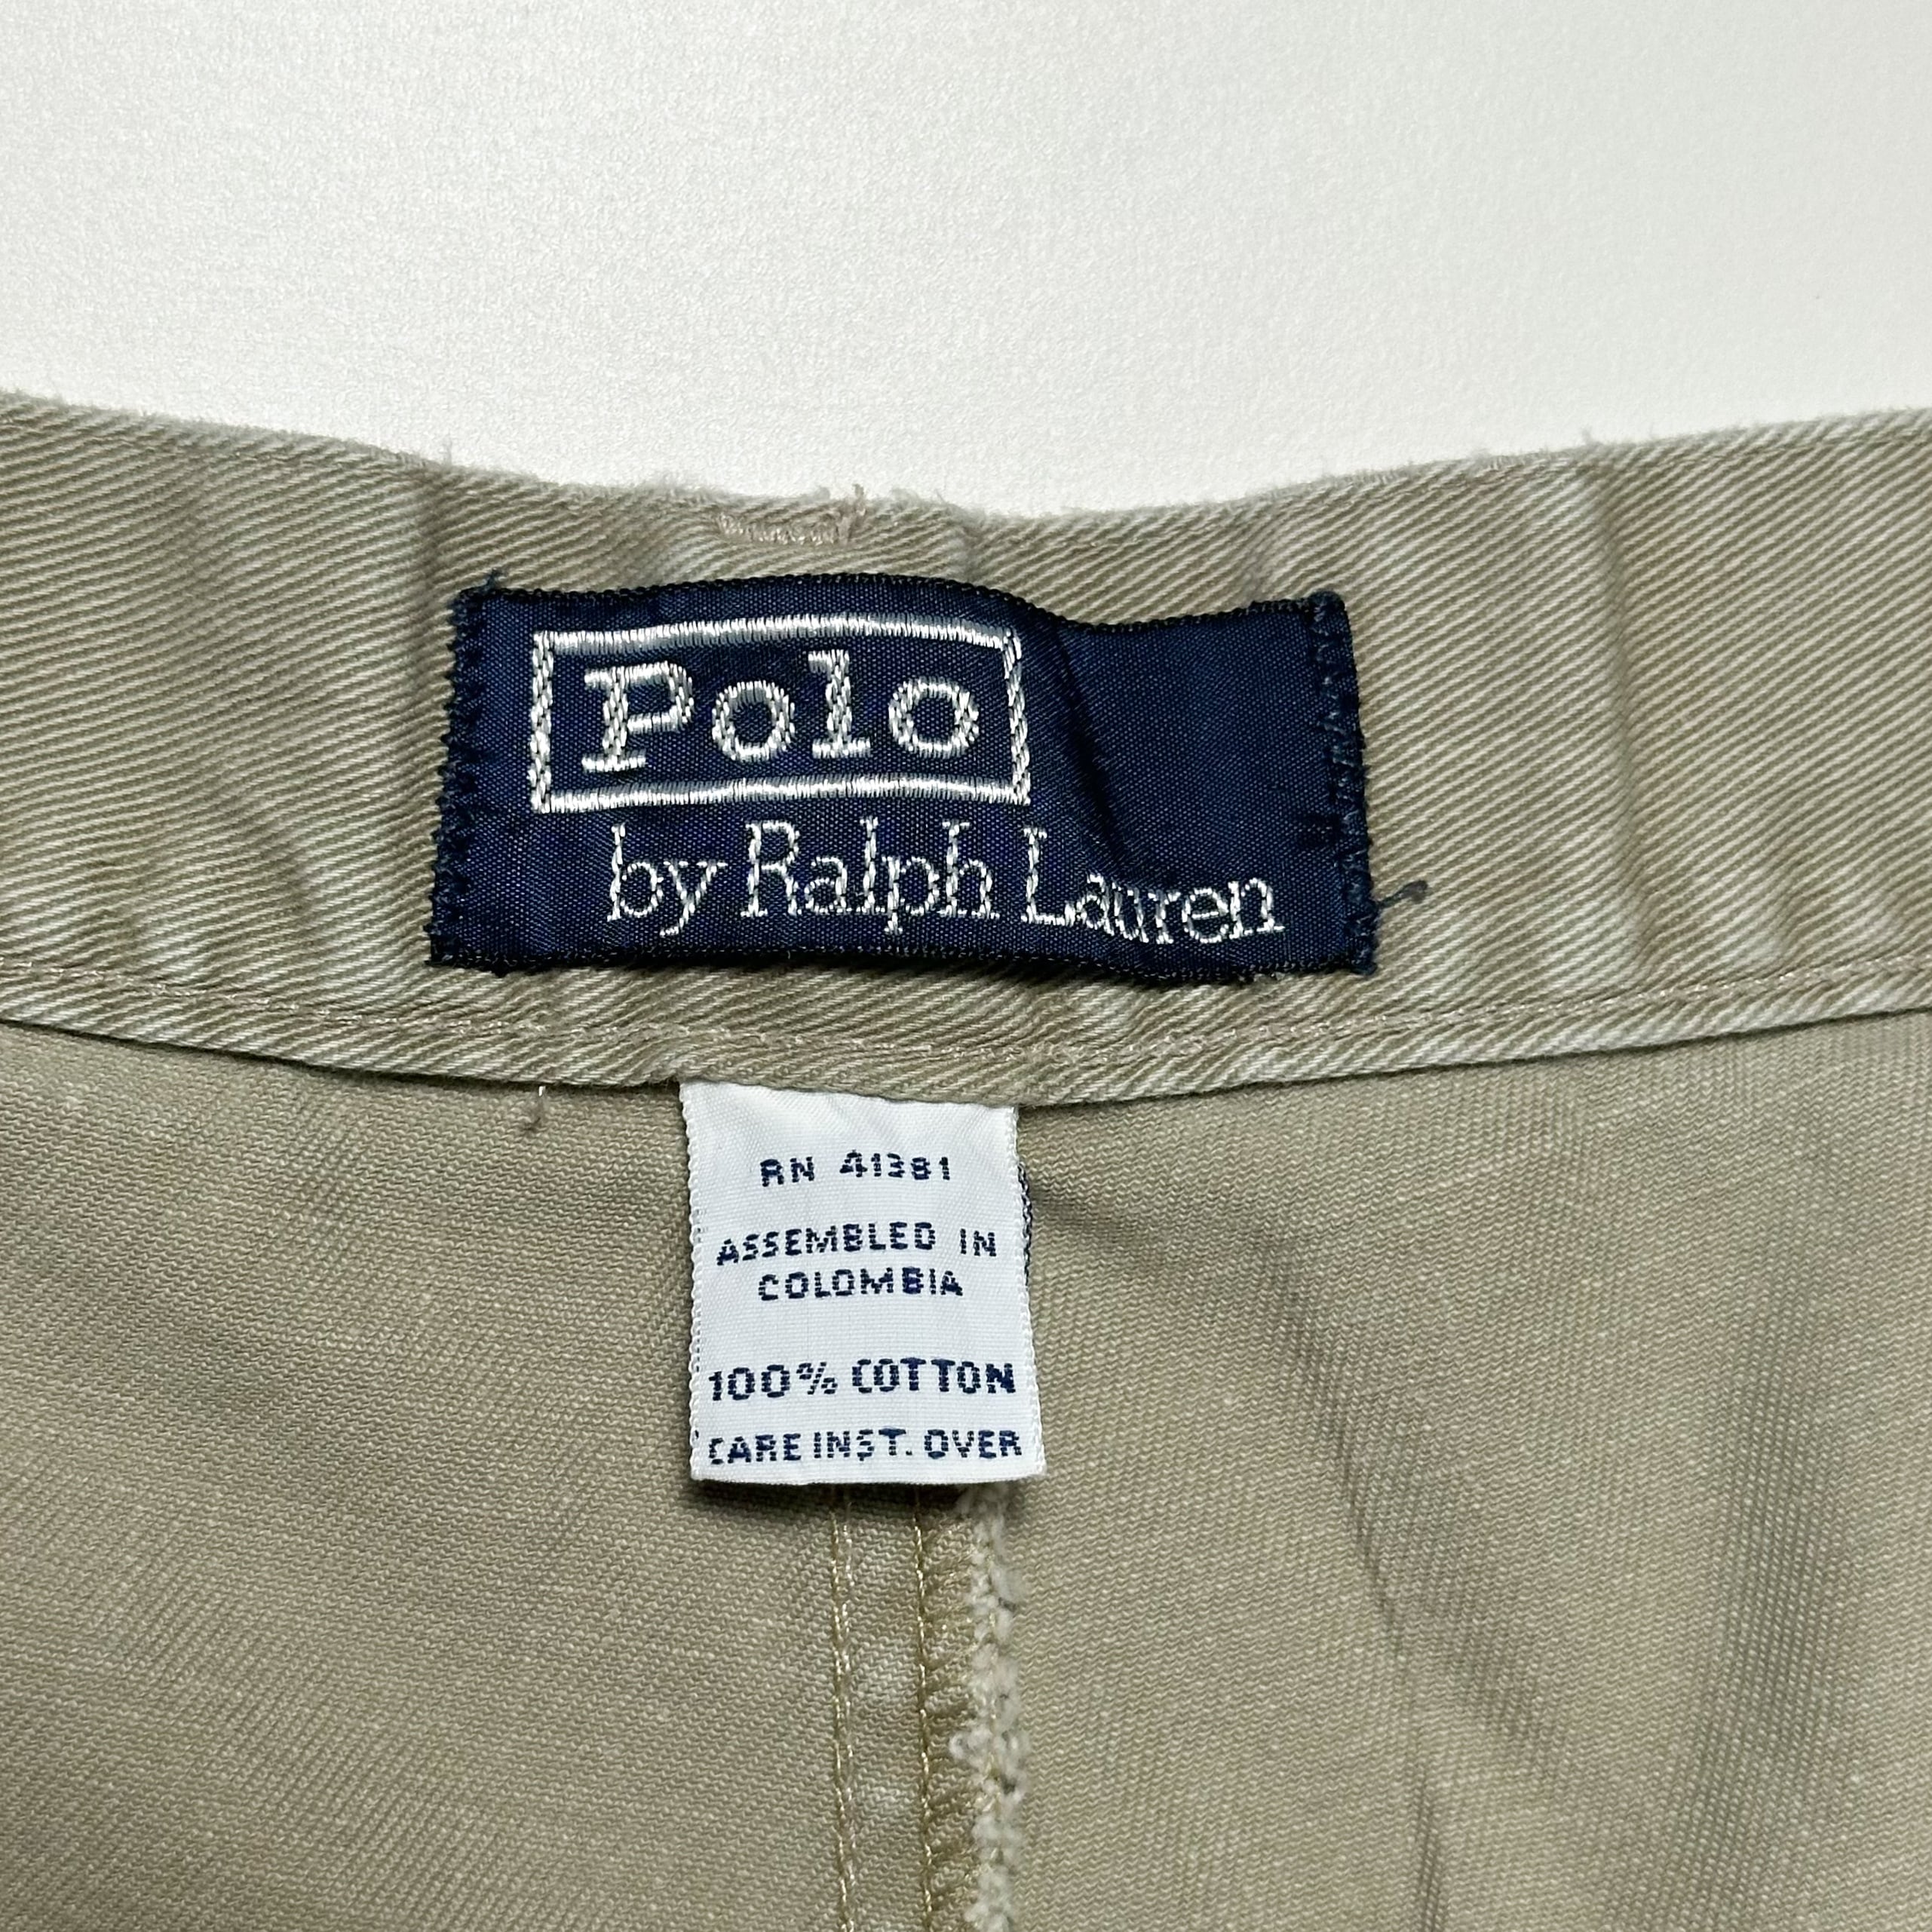 Polo
by Ralph Lauren
RN 41381
ASSEMBLED IN
COLOMBIA
100% COTTON
CARE INST. OVER